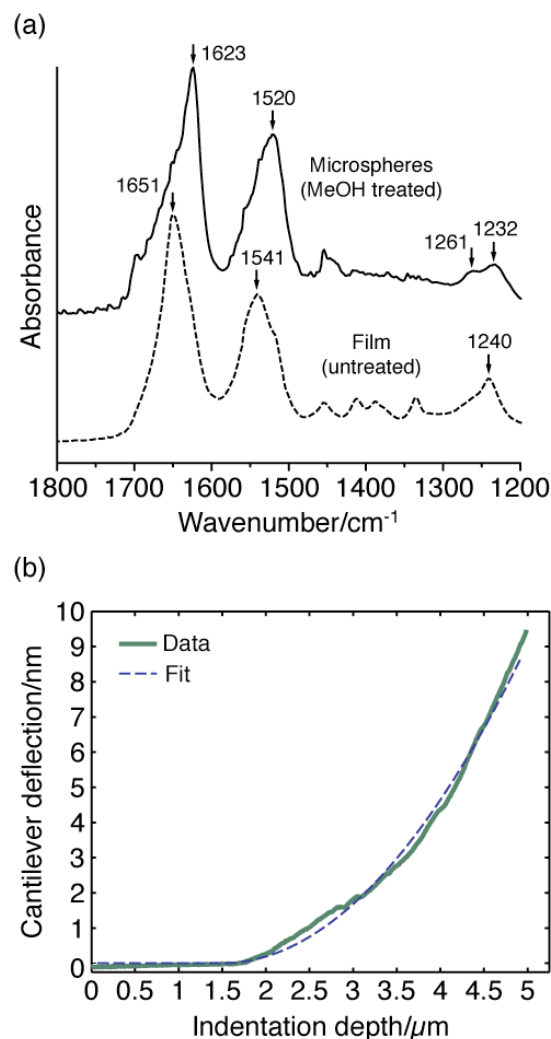 (a)
1623
1520
Microspheres
(MeOH treated)
1651
1541
1261
1232
Film
(untreated)
1240
Absorbance
1800 1700 1600 1500 1400 1300 1200
Wavenumber/cm⁻¹
(b)
10
9
8
7
6
5
4
3
2
1
0
Data
Fit
Cantilever deflection/nm
0 0.5 1 1.5 2 2.5 3 3.5 4 4.5 5
Indentation depth/μm